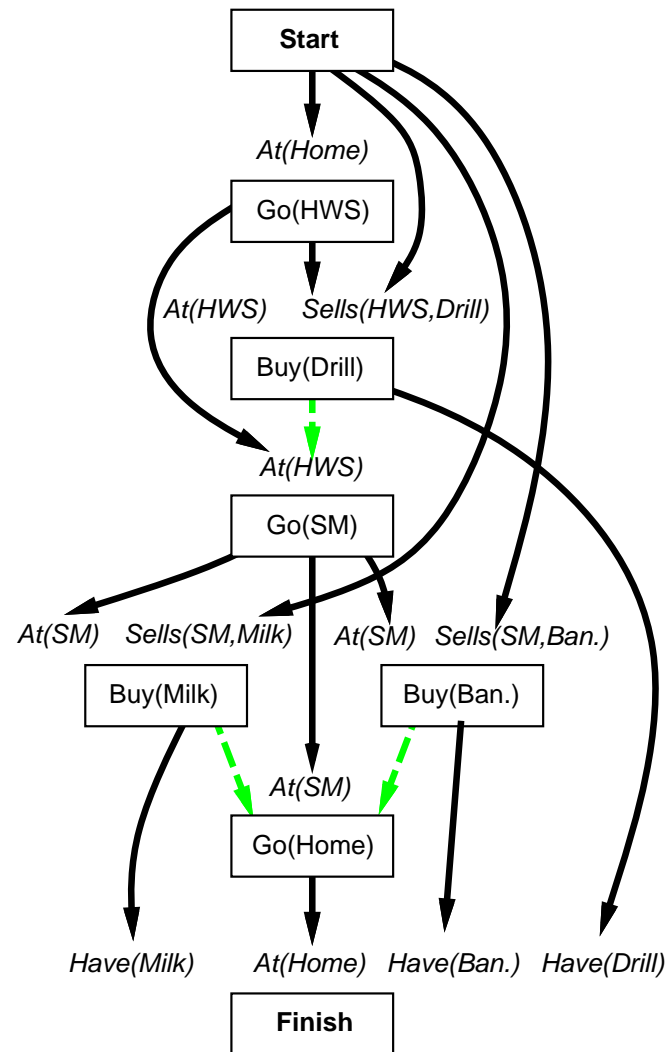 Start
At(Home)
Go(HWS)
At(HWS) Sells(HWS,Drill)
Buy(Drill)
At(HWS)
Go(SM)
At(SM) Sells(SM,Milk) At(SM) Sells(SM,Ban.)
Buy(Milk) Buy(Ban.)
At(SM)
Go(Home)
Have(Milk) At(Home) Have(Ban.) Have(Drill)
Finish